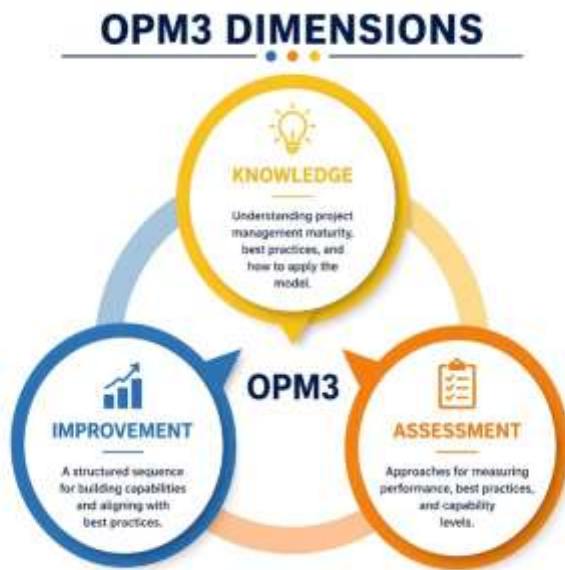 OPM3 DIMENSIONS
KNOWLEDGE
Understanding project
management maturity,
best practices, and
how to apply the
model.
OPM3
IMPROVEMENT
A structured sequence
for building capabilities
and aligning with
best practices.
ASSESSMENT
Approaches for measuring
performance, best practices,
and capability
levels.